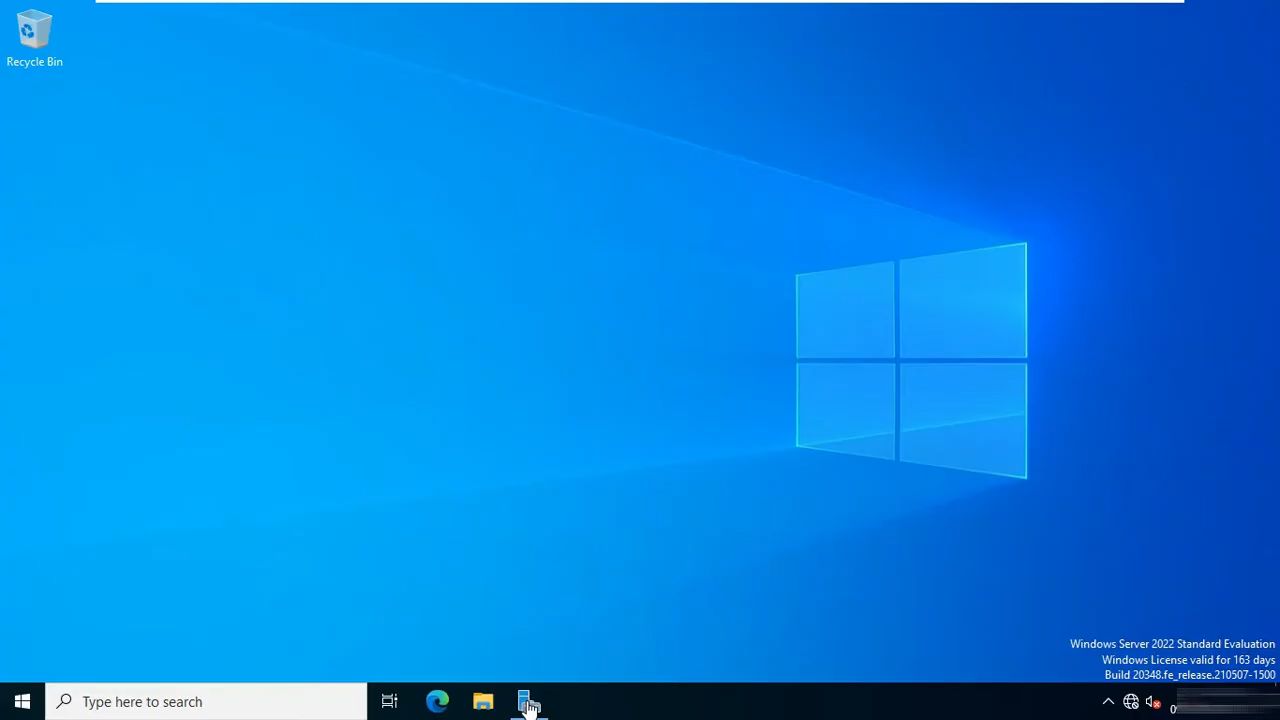 Recycle Bin
Windows Server 2022 Standard Evaluation
Windows License valid for 163 days
Build 20348.fe_release.210507-1500
Type here to search